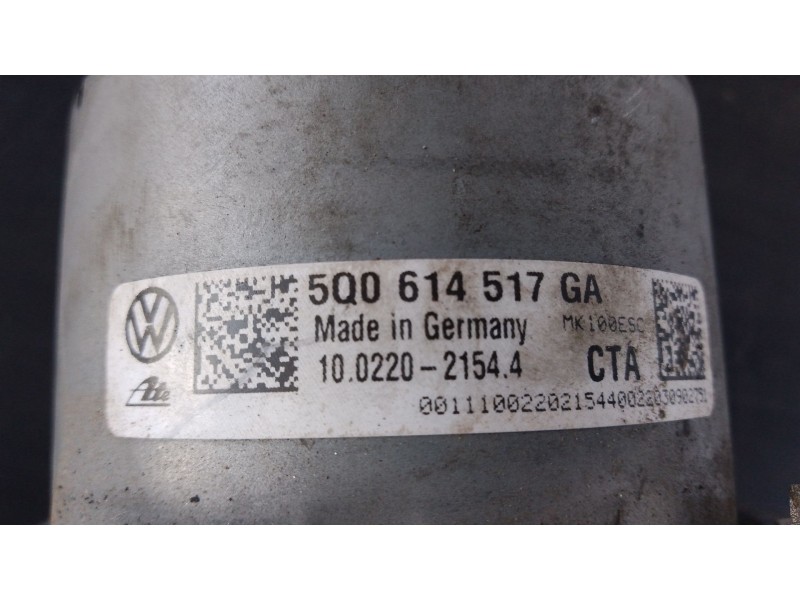 5Q0 614 517 GA
Made in Germany MK100ESC
10.0220-2154.4 CTA
Ate